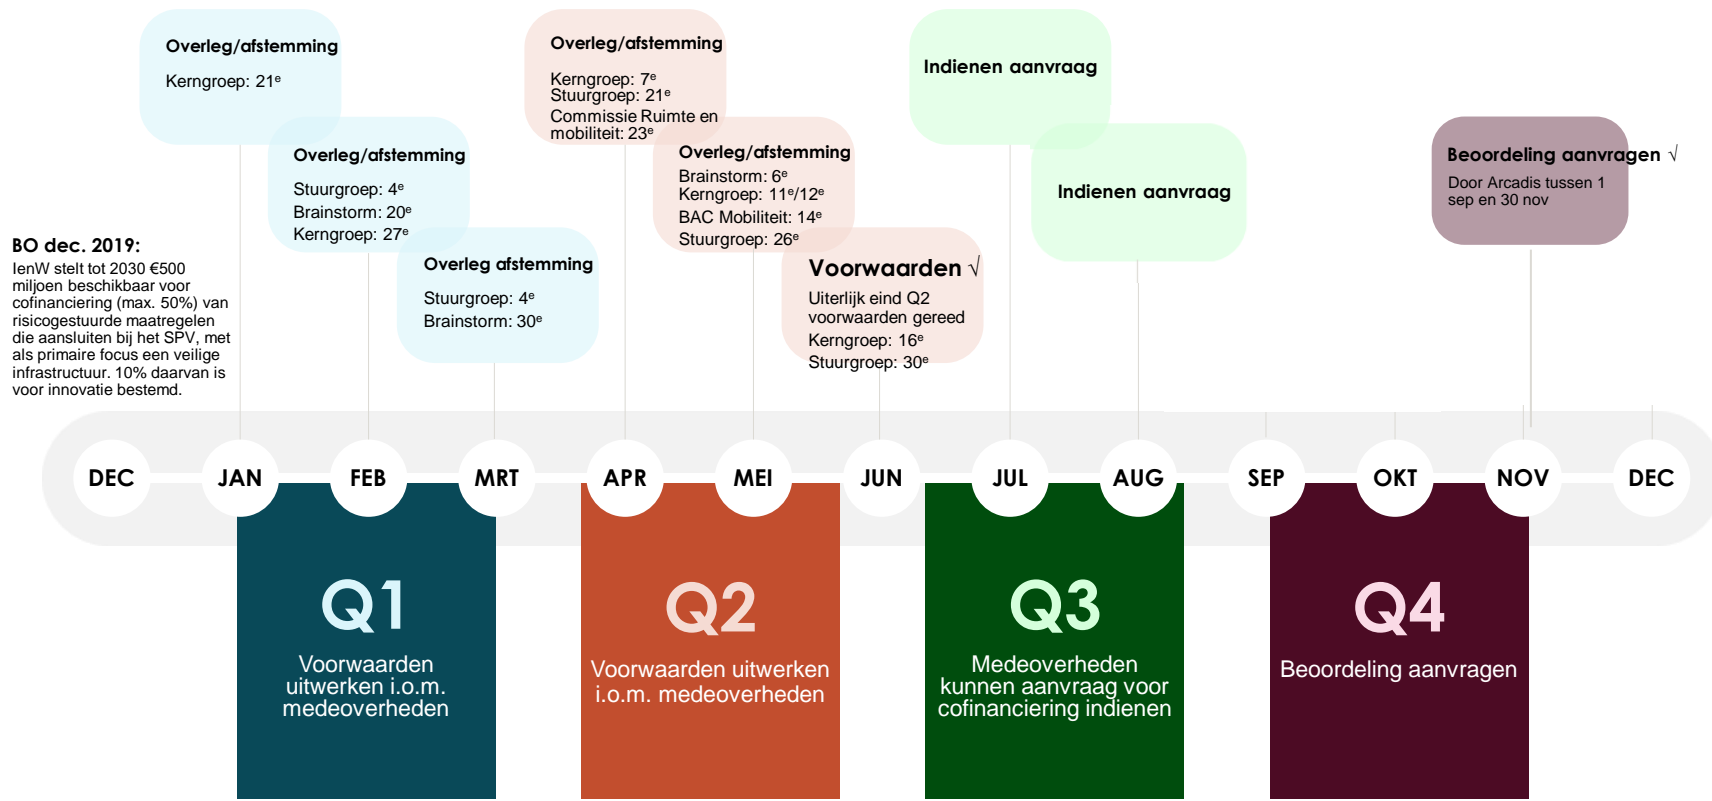 Overleg/afstemming
Kerngroep: 21e
Overleg/afstemming
Stuurgroep: 4e
Brainstorm: 20e
Kerngroep: 27e
Overleg afstemming
Stuurgroep: 4e
Brainstorm: 30e
Overleg/afstemming
Kerngroep: 7e
Stuurgroep: 21e
Commissie Ruimte en
mobiliteit: 23e
Overleg/afstemming
Brainstorm: 6e
Kerngroep: 11e/12e
BAC Mobiliteit: 14e
Stuurgroep: 26e
Voorwaarden √
Uiterlijk eind Q2
voorwaarden gereed
Kerngroep: 16e
Stuurgroep: 30e
Indienen aanvraag
Indienen aanvraag
Beoordeling aanvragen √
Door Arcadis tussen 1
sep en 30 nov
BO dec. 2019:
IenW stelt tot 2030 €500
miljoen beschikbaar voor
cofinanciering (max. 50%) van
risicogestuurde maatregelen
die aansluiten bij het SPV, met
als primaire focus een veilige
infrastructuur. 10% daarvan is
voor innovatie bestemd.
DEC JAN FEB MRT APR MEI JUN JUL AUG SEP OKT NOV DEC
Q1
Voorwaarden
uitwerken i.o.m.
medeoverheden
Q2
Voorwaarden uitwerken
i.o.m. medeoverheden
Q3
Medeoverheden
kunnen aanvraag voor
cofinanciering indienen
Q4
Beoordeling aanvragen